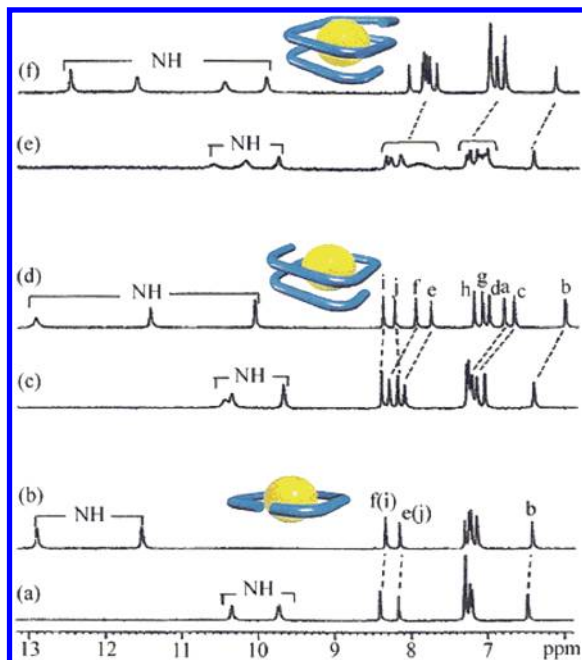 NH
(f)
(e)
NH
NH
(d)
i j f e h g d a c b
(c)
NH
NH
(b)
f(i) e(j) b
(a)
NH
13 12 11 10 9 8 7 ppm